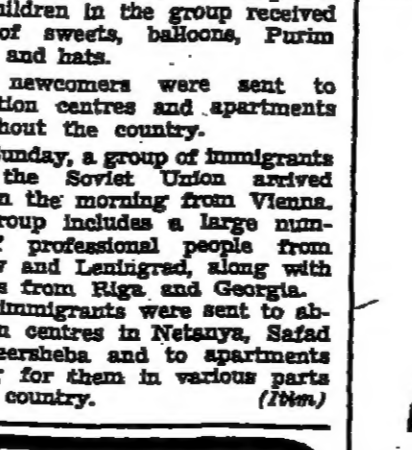 ildren in the group received
of sweets, balloons, Purim
and hats.
newcomers were sent to
tion centres and apartments
hout the country.
unday, a group of immigrants
the Soviet Union arrived
n the morning from Vienna.
roup includes a large num-
professional people from
and Leningrad, along with
s from Riga and Georgia.
immigrants were sent to ab-
n centres in Netanya, Safad
eersheba and to apartments
for them in various parts
country. (Itim)